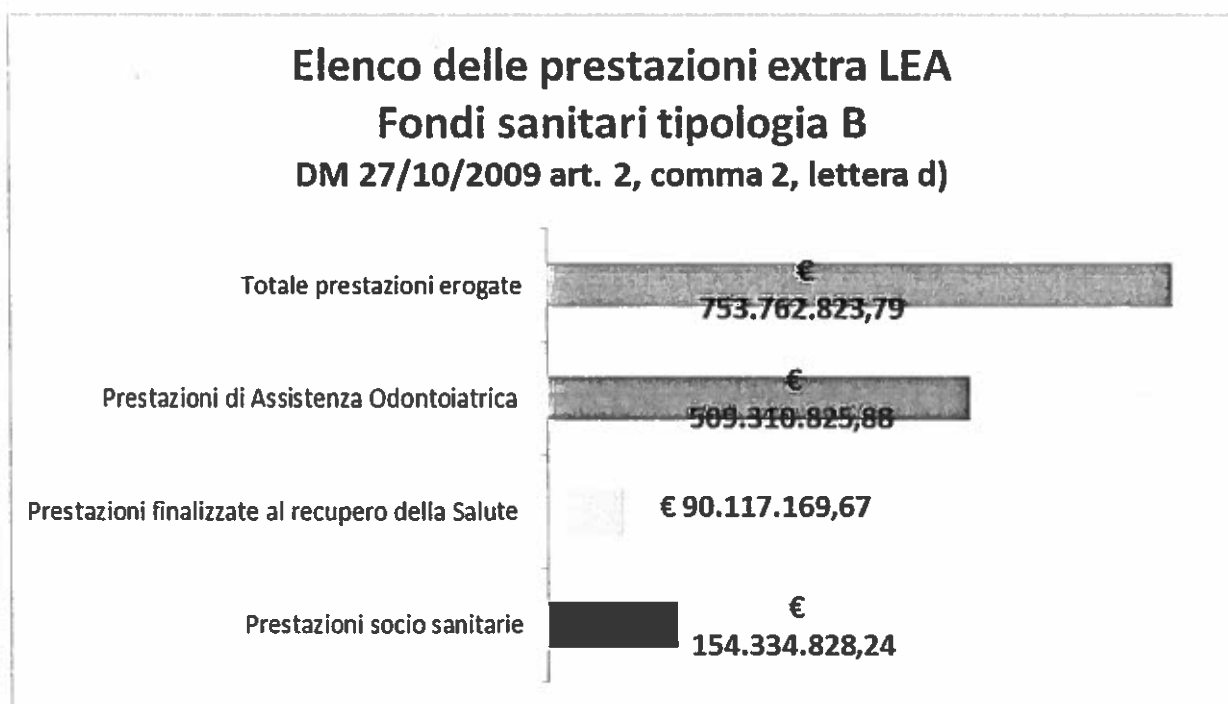 Elenco delle prestazioni extra LEA
Fondi sanitari tipologia B
DM 27/10/2009 art. 2, comma 2, lettera d)
Totale prestazioni erogate
€
753.762.823,79
Prestazioni di Assistenza Odontoiatrica
€
509.310.825,88
Prestazioni finalizzate al recupero della Salute
€ 90.117.169,67
Prestazioni socio sanitarie
€
154.334.828,24